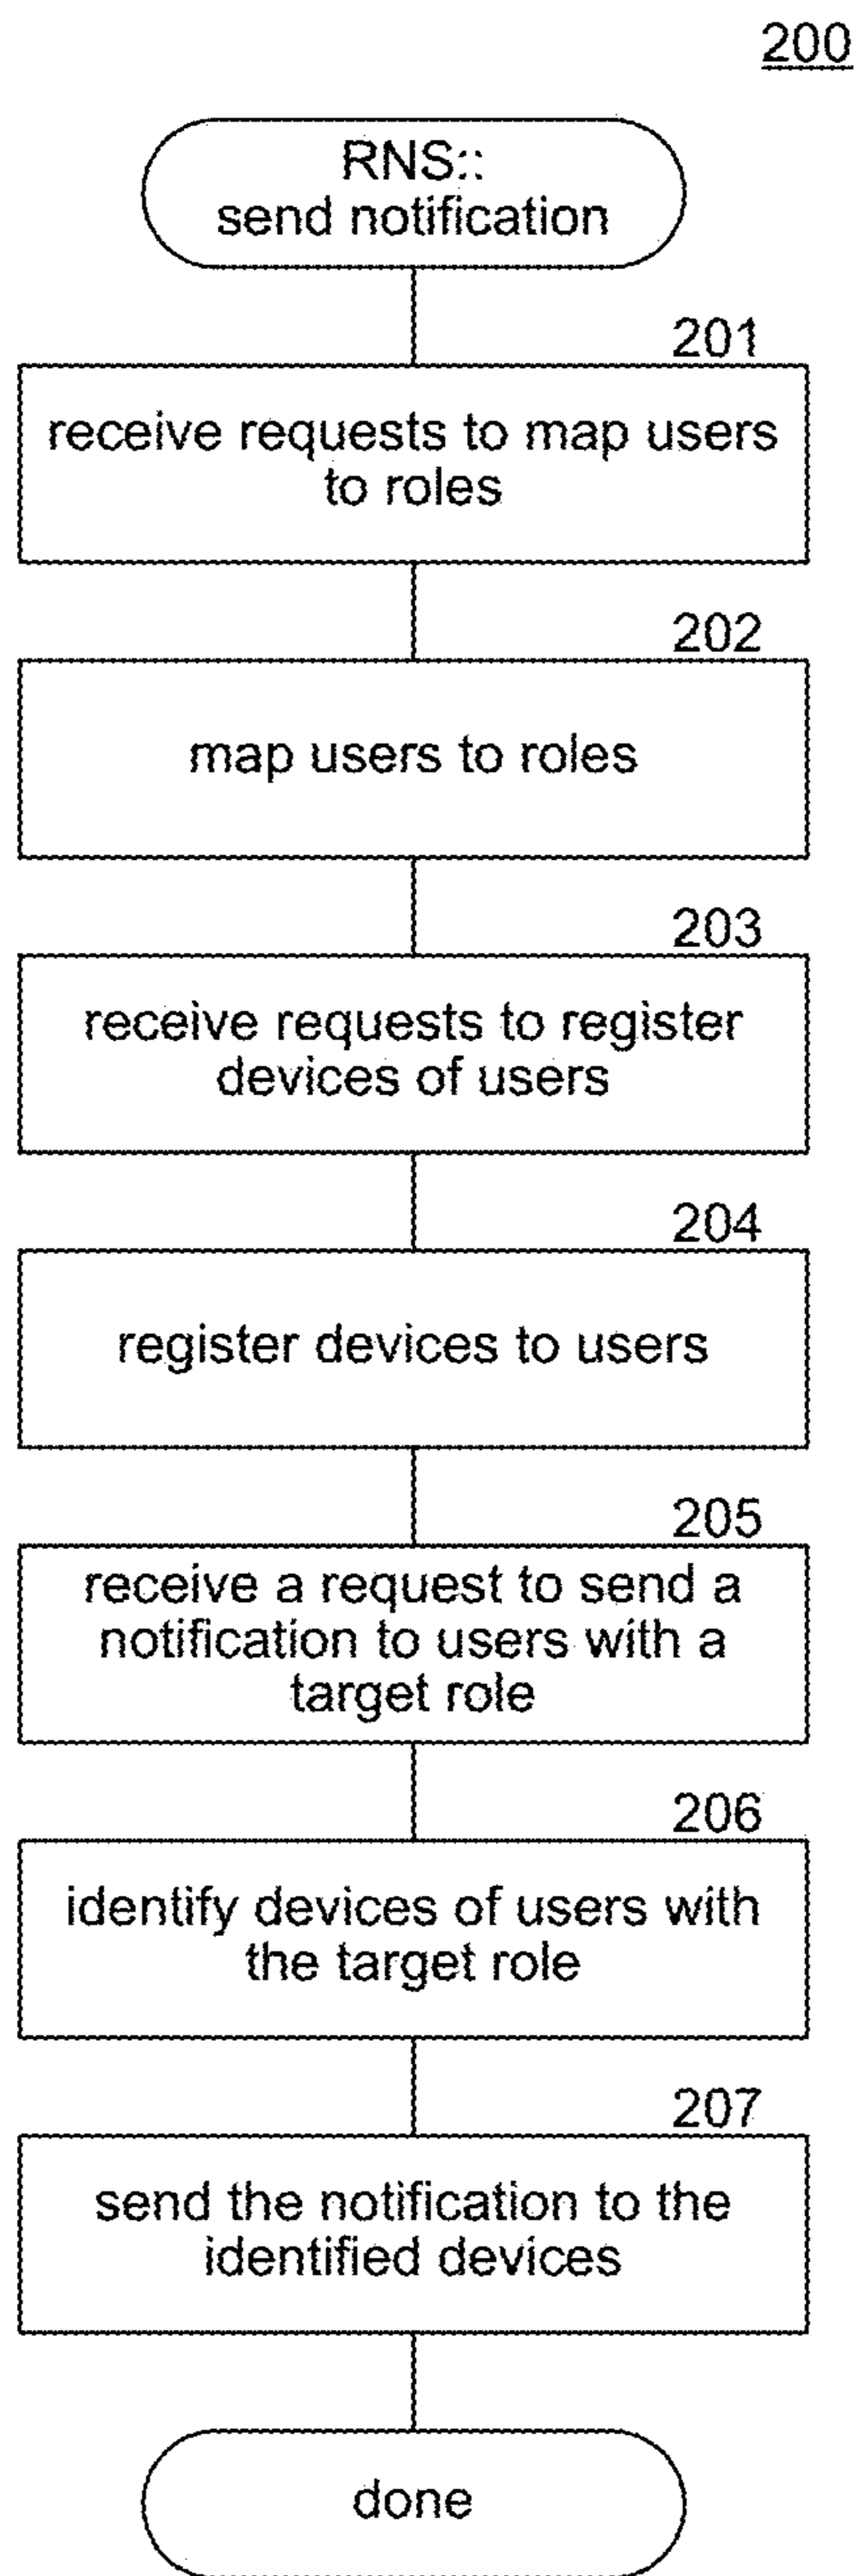 200
RNS::
send notification
201
receive requests to map users
to roles
202
map users to roles
203
receive requests to register
devices of users
204
register devices to users
205
receive a request to send a
notification to users with a
target role
206
identify devices of users with
the target role
207
send the notification to the
identified devices
done